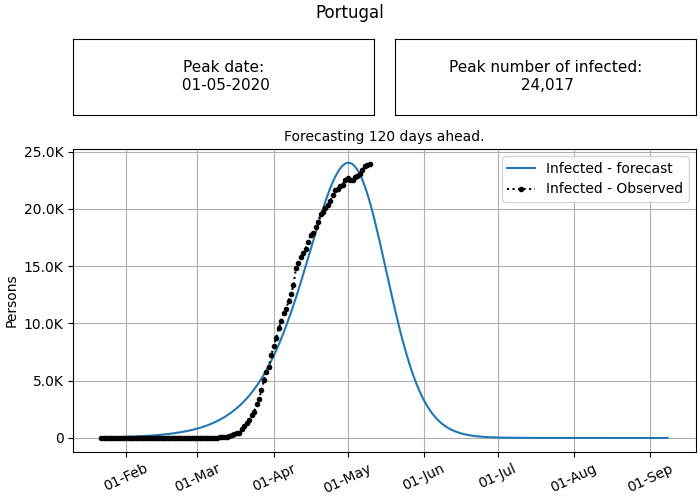 Portugal
Peak date:
01-05-2020
Peak number of infected:
24,017
Forecasting 120 days ahead.
25.0K
20.0K
15.0K
10.0K
5.0K
0
Persons
Infected - forecast
Infected - Observed
01-Feb
01-Mar
01-Apr
01-May
01-Jun
01-Jul
01-Aug
01-Sep